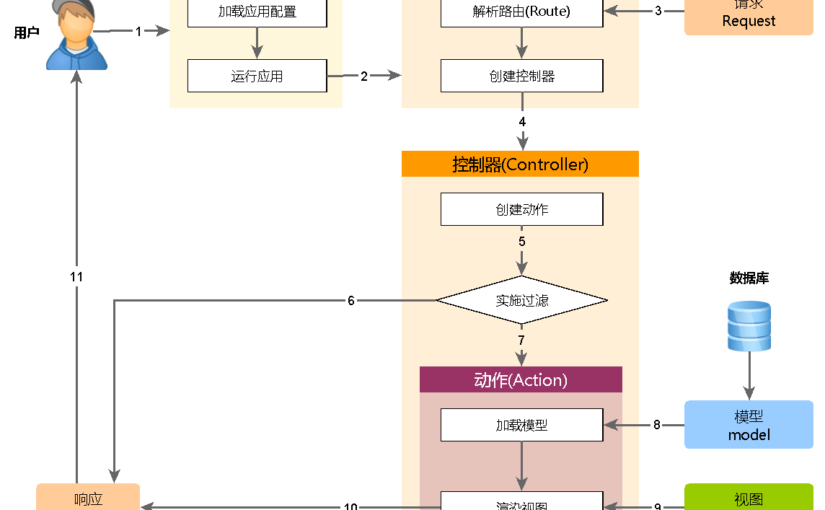 请求
Request
加载应用配置
解析路由(Route)
3
用户
1
运行应用
2
创建控制器
4
控制器(Controller)
创建动作
5
11
数据库
6
实施过滤
7
动作(Action)
加载模型
8
模型
model
响应
10
渲染视图
9
视图